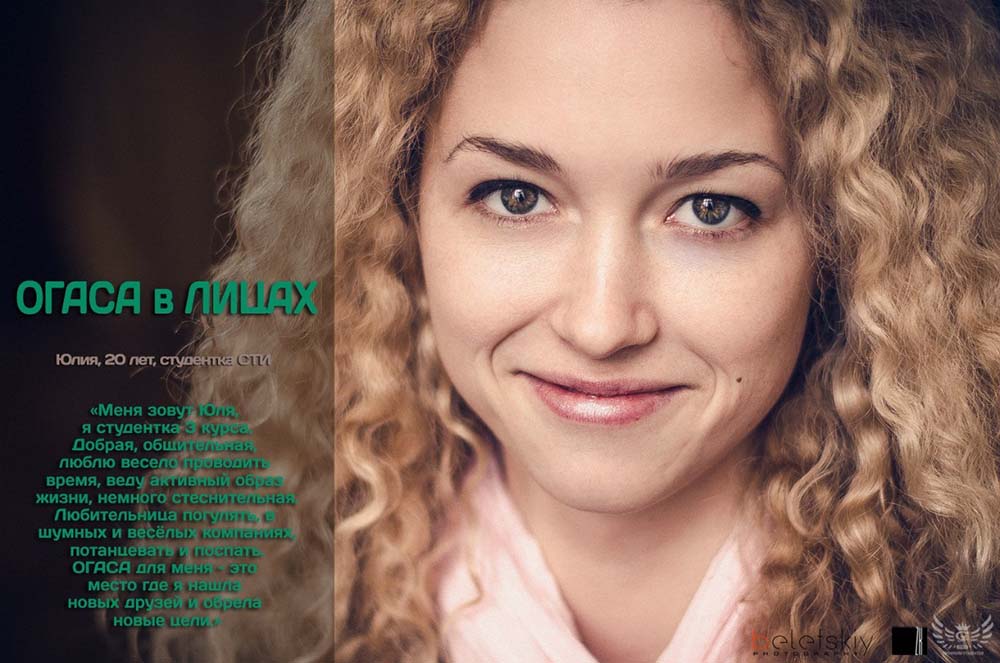 ОГАСА в ЛИЦАХ
Юлия, 20 лет, студентка СТИ
«Меня зовут Юля,
я студентка 3 курса.
Добрая, общительная,
люблю весело проводить
время, веду активный образ
жизни, немного стеснительная.
Любительница погулять, в
шумных и весёлых компаниях,
потанцевать и поспать.
ОГАСА для меня - это
место где я нашла
новых друзей и обрела
новые цели.»
Beletskiy
PHOTOGRAPHY